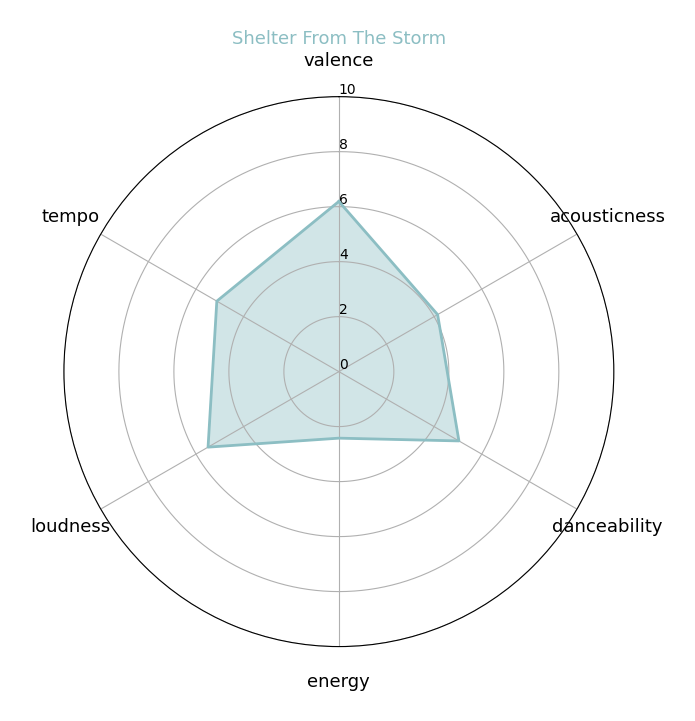 Shelter From The Storm
valence
10
8
6
4
2
0
tempo
acousticness
loudness
danceability
energy